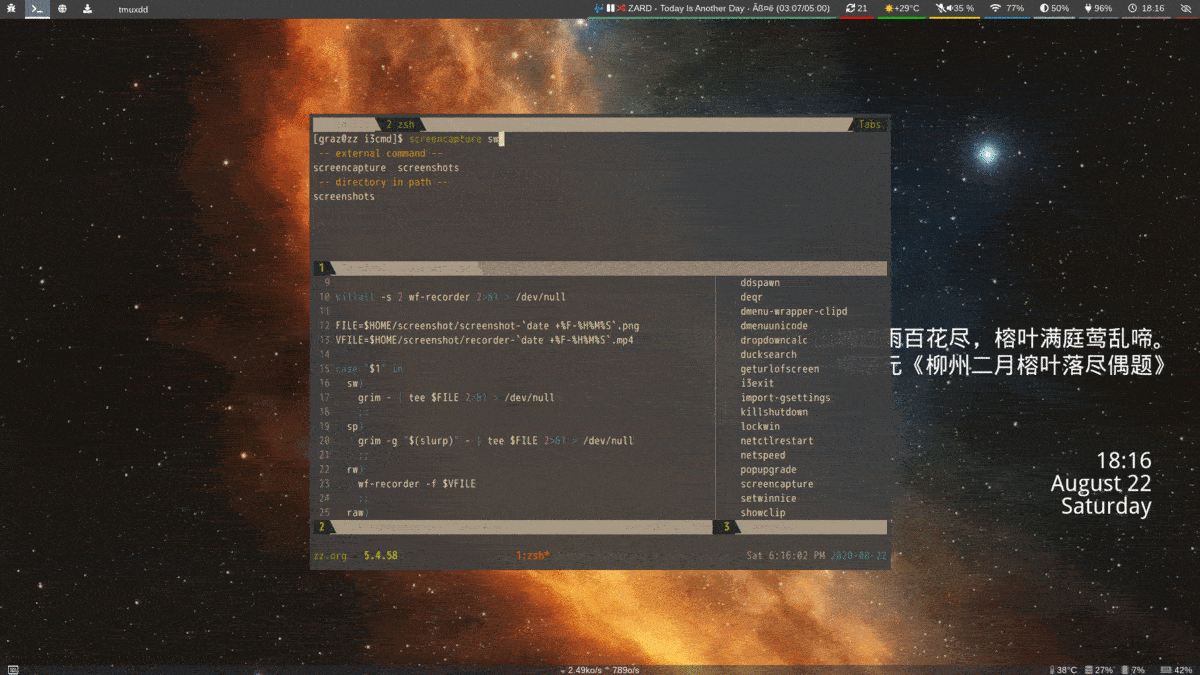 tmuxdd
ZARD - Today Is Another Day - Ãߤë (03:07/05:00) 21 +29°C 35 % 77% 50% 96% 18:16
2 zsh
Tabs
[graz@zz i3cmd]$ screencapture sw
-- external command --
screencapture screenshots
-- directory in path --
screenshots
1
9
10 killall -s 2 wf-recorder 2>&1 > /dev/null
11
12 FILE=$HOME/screenshot/screenshot-`date +%F-%H%M%S`.png
13 VFILE=$HOME/screenshot/recorder-`date +%F-%H%M%S`.mp4
14
15 case "$1" in
16 sw)
17 grim - | tee $FILE 2>&1 > /dev/null
18 ;;
19 sp)
20 grim -g "$(slurp)" - | tee $FILE 2>&1 > /dev/null
21 ;;
22 rw)
23 wf-recorder -f $VFILE
24 ;;
25 raw)
ddspawn
deqr
dmenu-wrapper-clipd
dmenuunicode
dropdowncalc
ducksearch
geturlofscreen
i3exit
import-gsettings
killshutdown
lockwin
netctlrestart
netspeed
popupgrade
screencapture
setwinnice
showclip
2
3
zz.org - 5.4.58
1:zsh*
Sat 6:16:02 PM 2020-08-22
雨百花尽，榕叶满庭莺乱啼。
元《柳州二月榕叶落尽偶题》
18:16
August 22
Saturday
2.49ko/s 789o/s
38°C 27% 7% 42%